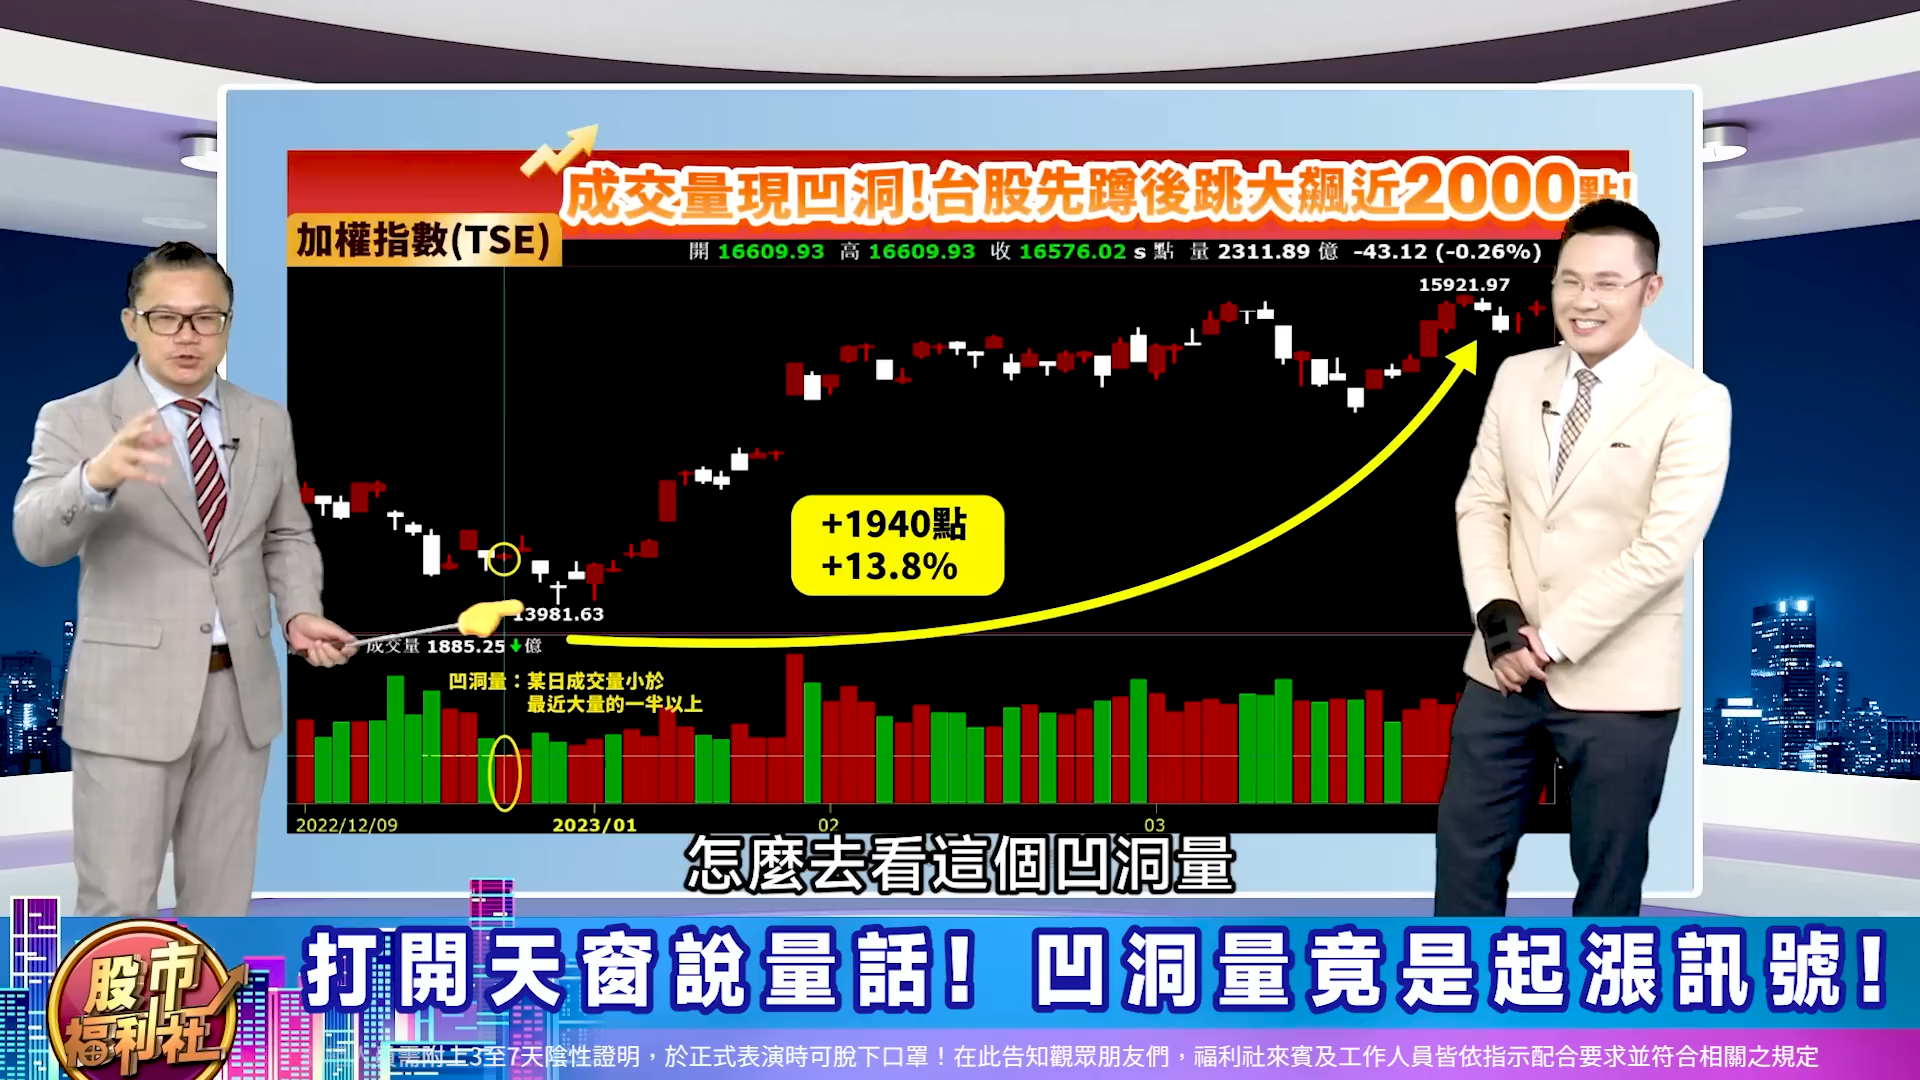 成交量現凹洞!台股先蹲後跳大飆近2000點!
加權指數(TSE)
開 16609.93 高 16609.93 收 16576.02 s 點 量 2311.89 億 -43.12 (-0.26%)
15921.97
+1940點
+13.8%
13981.63
成交量 1885.25 億
凹洞量：某日成交量小於
最近大量的一半以上
2022/12/09 2023/01 02 03
怎麼去看這個凹洞量
打開天窗說量話! 凹洞量竟是起漲訊號!
股市
福利社
需附上3至7天陰性證明，於正式表演時可脫下口罩！在此告知觀眾朋友們，福利社來賓及工作人員皆依指示配合要求並符合相關之規定